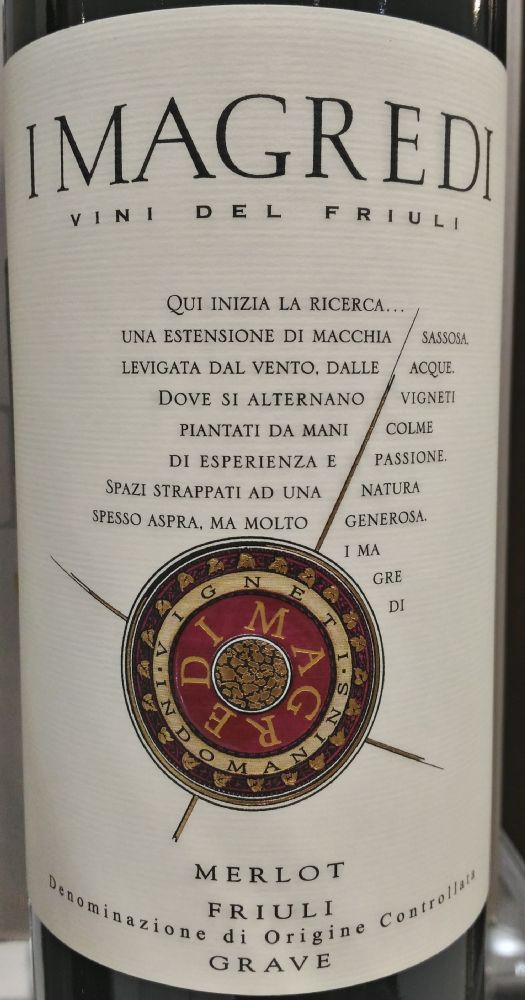 I MAGREDI
VINI DEL FRIULI
QUI INIZIA LA RICERCA...
UNA ESTENSIONE DI MACCHIA SASSOSA,
LEVIGATA DAL VENTO, DALLE ACQUE.
DOVE SI ALTERNANO VIGNETI
PIANTATI DA MANI COLME
DI ESPERIENZA E PASSIONE.
SPAZI STRAPPATI AD UNA NATURA
SPESSO ASPRA, MA MOLTO GENEROSA.
I MA
GRE
DI
VIGNETI · S. INDOMANINS ·
I MAGREDI
MERLOT
FRIULI
Denominazione di Origine Controllata
GRAVE